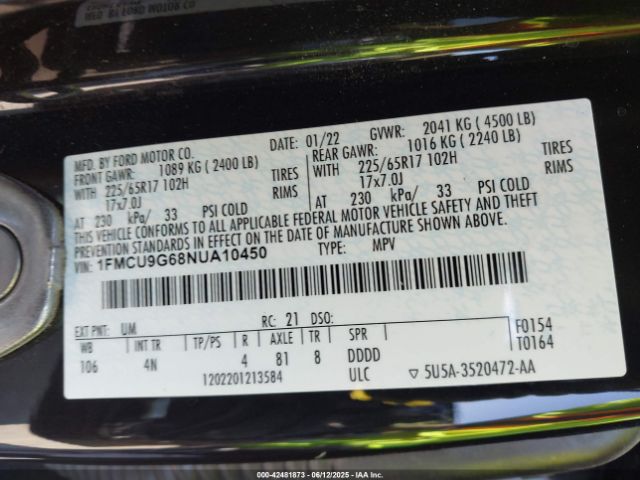 MFD. BY FORD MOTOR CO.
DATE: 01/22 GVWR: 2041 KG ( 4500 LB)
FRONT GAWR: 1089 KG ( 2400 LB) REAR GAWR: 1016 KG ( 2240 LB)
WITH 225/65R17 102H TIRES WITH 225/65R17 102H TIRES
17x7.0J RIMS 17x7.0J RIMS
AT 230 kPa/ 33 PSI COLD AT 230 kPa/ 33 PSI COLD
THIS VEHICLE CONFORMS TO ALL APPLICABLE FEDERAL MOTOR VEHICLE SAFETY AND THEFT
PREVENTION STANDARDS IN EFFECT ON THE DATE OF MANUFACTURE SHOWN ABOVE.
VIN: 1FMCU9G68NUA10450 TYPE: MPV
EXT PNT: UM RC: 21 DSO:
WB INT TR TP/PS R AXLE TR SPR
106 4N 4 81 8 DDDD
1202201213584 ULC
F0154
T0164
▽ 5U5A-3520472-AA
000-42481873 - 06/12/2025 - IAAI.COM